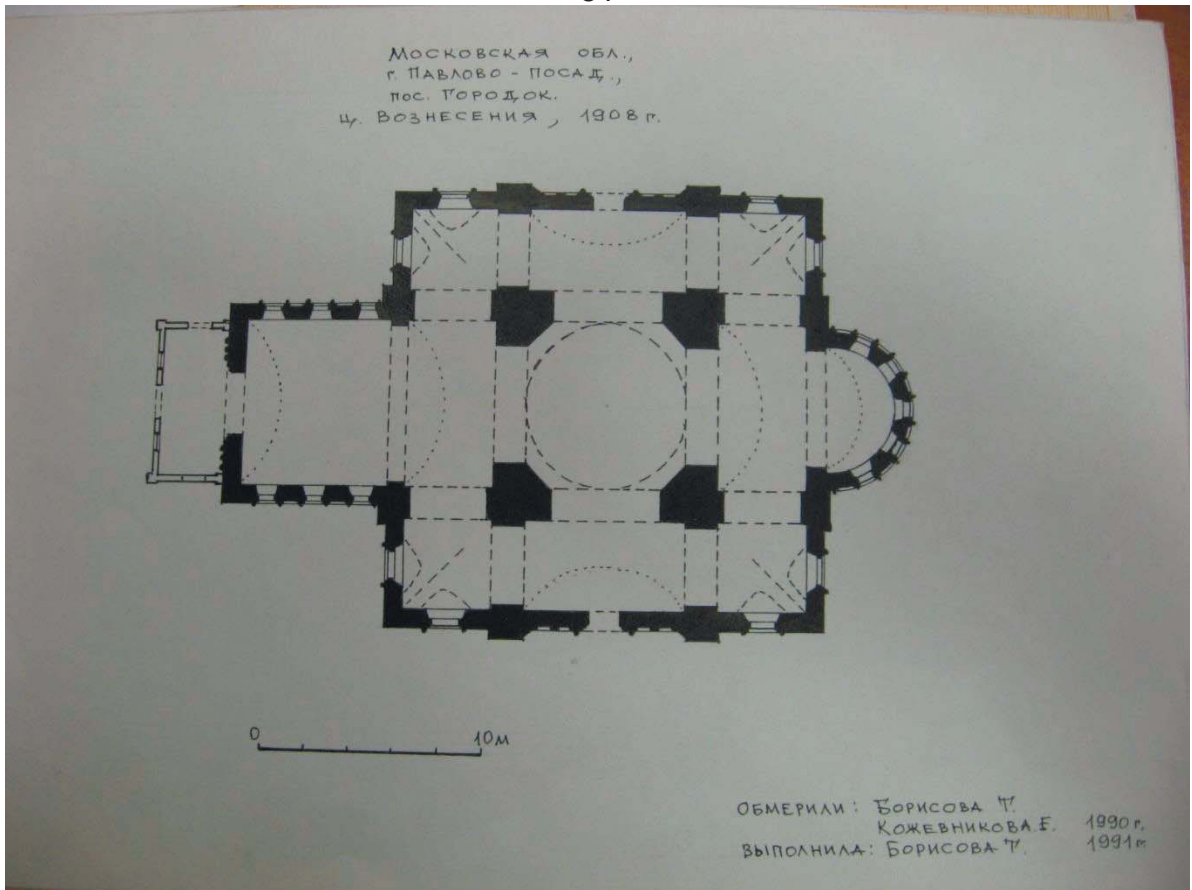 Московская обл.,
г. Павлово-Посад.,
пос. Городок.
ц. Вознесения, 1908 г.
0 10м
Обмерили: Борисова Т.
Кожевникова Е. 1990 г.
Выполнила: Борисова Т. 1991 г.